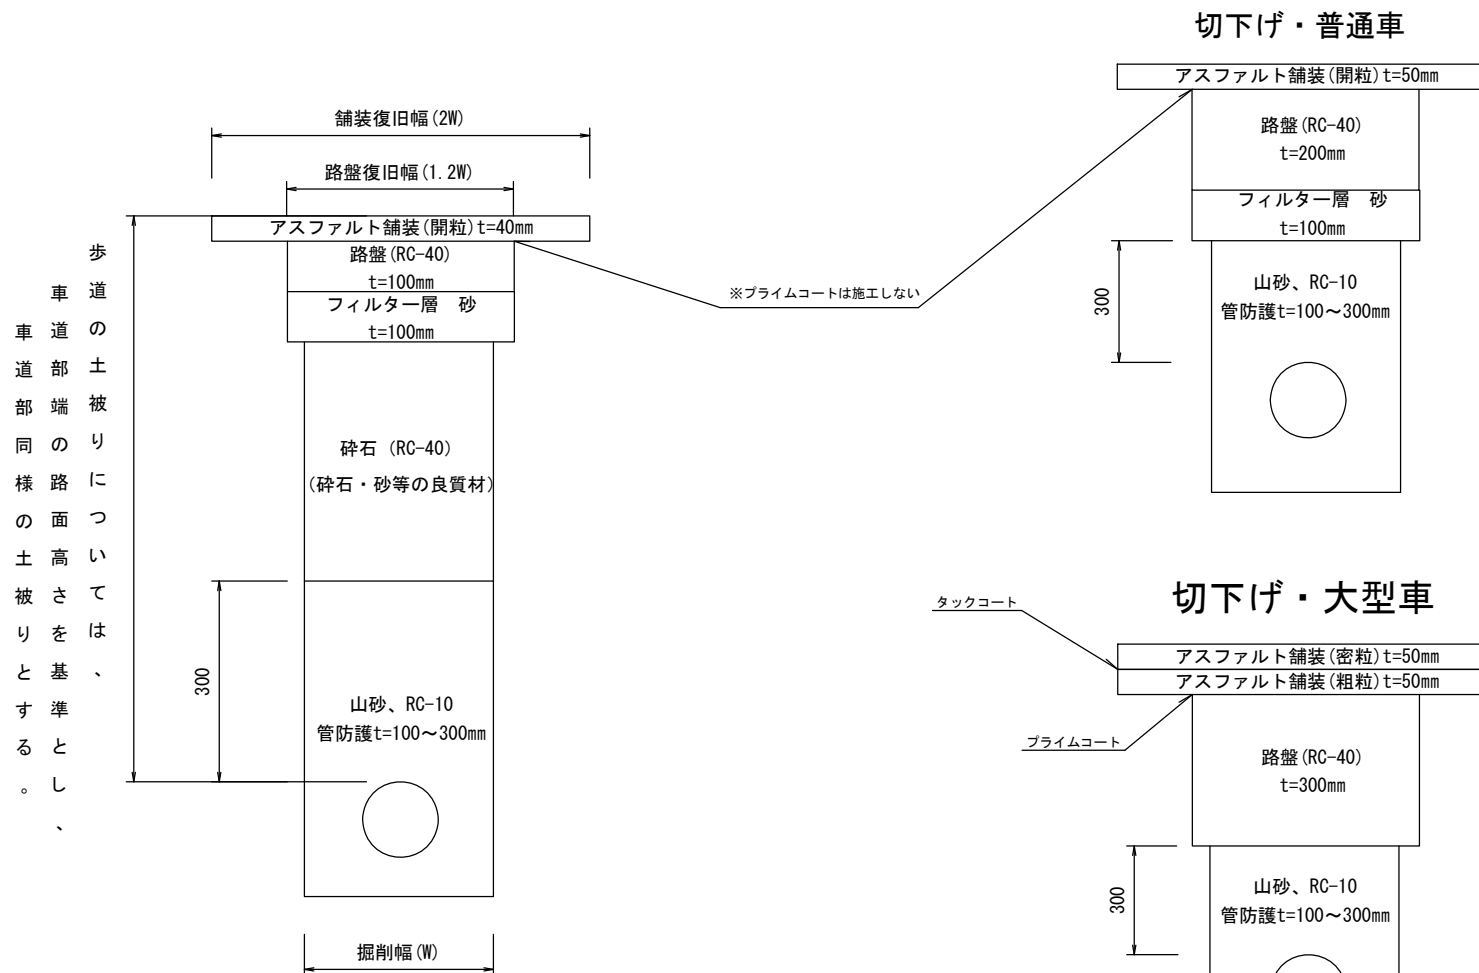 舗装復旧幅(2W)
路盤復旧幅(1.2W)
アスファルト舗装(開粒)t=40mm
路盤(RC-40)
t=100mm
フィルター層　砂
t=100mm
砕石 (RC-40)
(砕石・砂等の良質材)
300
山砂、RC-10
管防護t=100～300mm
掘削幅(W)
歩道の土被りについては、
車道部端の路面高さを基準とし、
車道部同様の土被りとする。
※プライムコートは施工しない
切下げ・普通車
アスファルト舗装(開粒)t=50mm
路盤(RC-40)
t=200mm
フィルター層　砂
t=100mm
300
山砂、RC-10
管防護t=100～300mm
切下げ・大型車
タックコート
アスファルト舗装(密粒)t=50mm
アスファルト舗装(粗粒)t=50mm
プライムコート
路盤(RC-40)
t=300mm
300
山砂、RC-10
管防護t=100～300mm